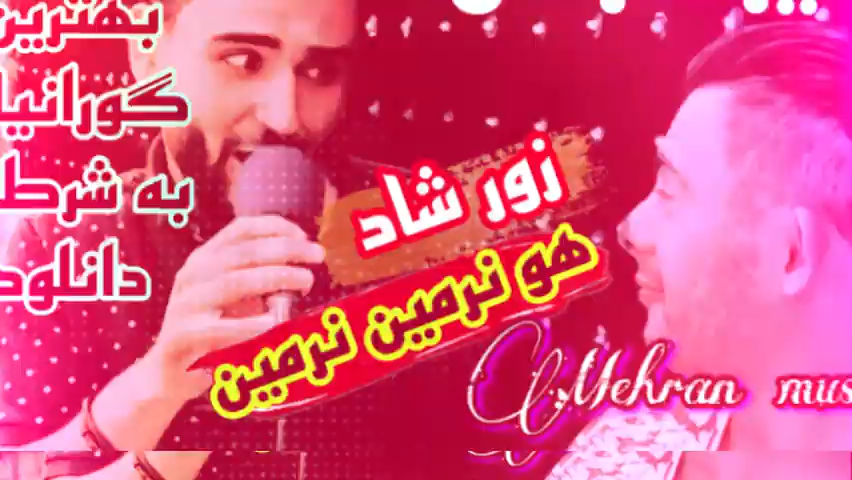 بهترین
گورانیا
به شرط
دانلود
زور شاد
هو نرمین نرمین
Mehran mus